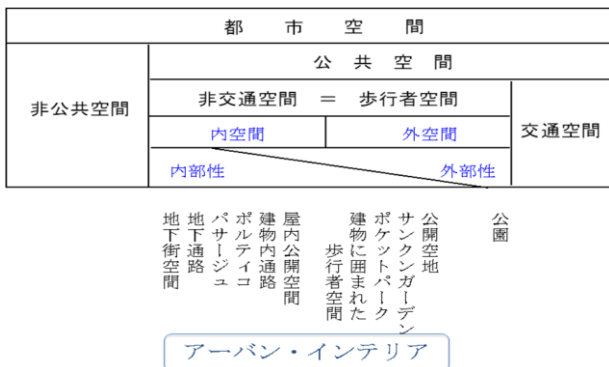 都市空間
公共空間
非公共空間
非交通空間 = 歩行者空間
交通空間
内空間
外空間
内部性
外部性
地下街空間
地下通路
パサージュ
ポルティコ
建物内通路
屋内公開空間
建物に囲まれた
歩行者空間
ポケットパーク
サンクンガーデン
公開空地
公園
アーバン・インテリア